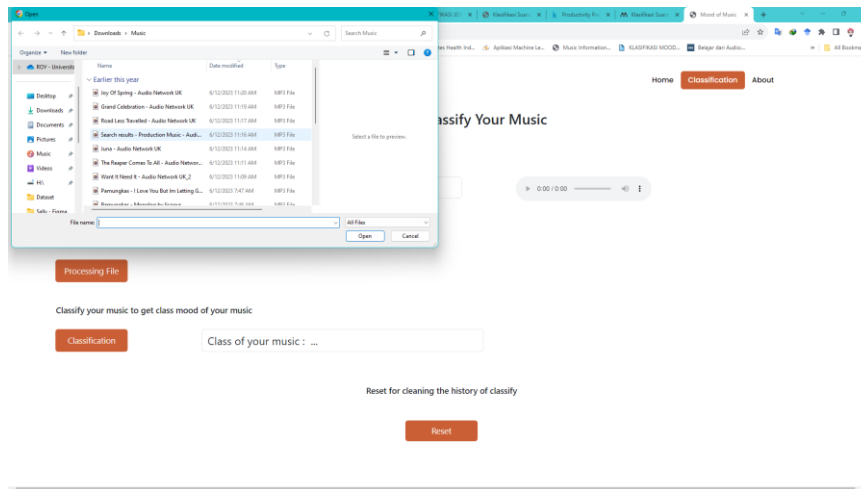 Open
Downloads › Music
Search Music
Organize
New folder
ROV - Universita
Desktop
Downloads
Documents
Pictures
Music
Videos
Dataset
Name
Date modified
Type
Earlier this year
Joy Of Spring - Audio Network UK 6/12/2023 11:20 AM MP3 File
Grand Celebration - Audio Network UK 6/12/2023 11:19 AM MP3 File
Road Less Travelled - Audio Network UK 6/12/2023 11:17 AM MP3 File
Search results - Production Music - Audi... 6/12/2023 11:16 AM MP3 File
Juna - Audio Network UK 6/12/2023 11:14 AM MP3 File
The Reaper Comes To All - Audio Networ... 6/12/2023 11:11 AM MP3 File
Want It Need It - Audio Network UK_2 6/12/2023 11:09 AM MP3 File
Pamungkas - I Love You But Im Letting G... 6/12/2023 7:47 AM MP3 File
Select a file to preview.
File name:
All Files
Open
Cancel
Klasifikasi Suara
Productivity Pro
Klasifikasi Suara
Mood of Music
Aplikasi Machine Le...
Music Information...
KLASIFIKASI MOOD...
Belajar dari Audio...
All Bookma
Home
Classification
About
assify Your Music
0:00 / 0:00
Processing File
Classify your music to get class mood of your music
Classification
Class of your music : ...
Reset for cleaning the history of classify
Reset